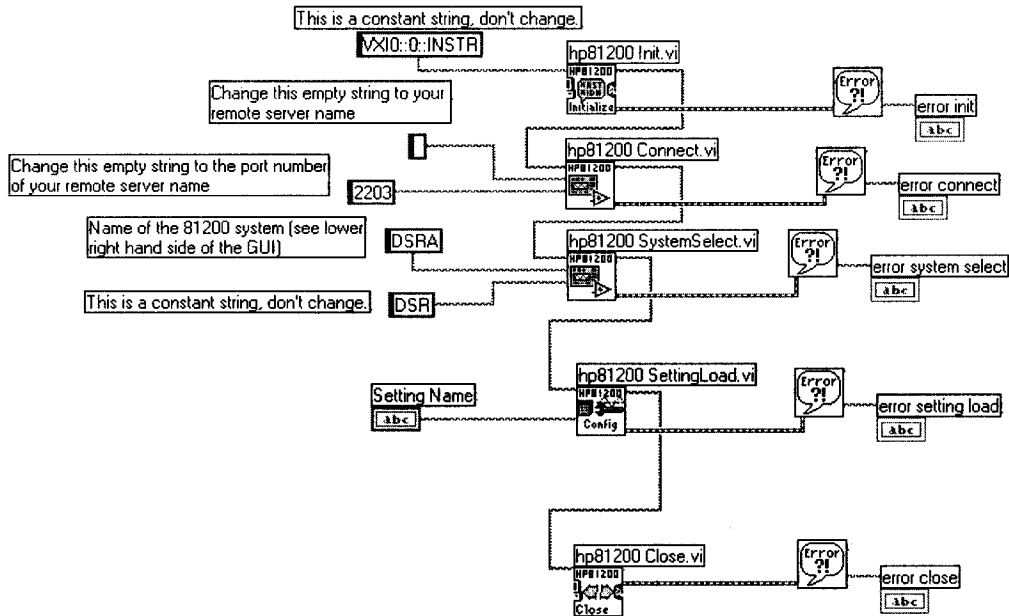 This is a constant string, don't change.
VXI0::0::INSTR
hp81200 Init.vi
HP81200
Initialize
Error
?!
error init
abc
Change this empty string to your
remote server name
hp81200 Connect.vi
HP81200
Error
?!
error connect
abc
Change this empty string to the port number
of your remote server name
2203
Name of the 81200 system (see lower
right hand side of the GUI)
DSRA
hp81200 SystemSelect.vi
HP81200
Error
?!
error system select
abc
This is a constant string, don't change.
DSR
hp81200 SettingLoad.vi
HP81200
Config
Error
?!
error setting load
abc
Setting Name
abc
hp81200 Close.vi
HP81200
Close
Error
?!
error close
abc